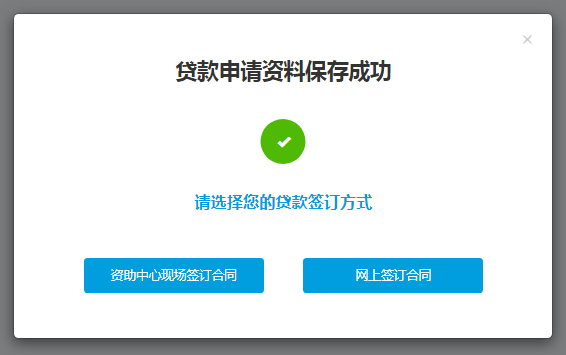 贷款申请资料保存成功
请选择您的贷款签订方式
资助中心现场签订合同
网上签订合同